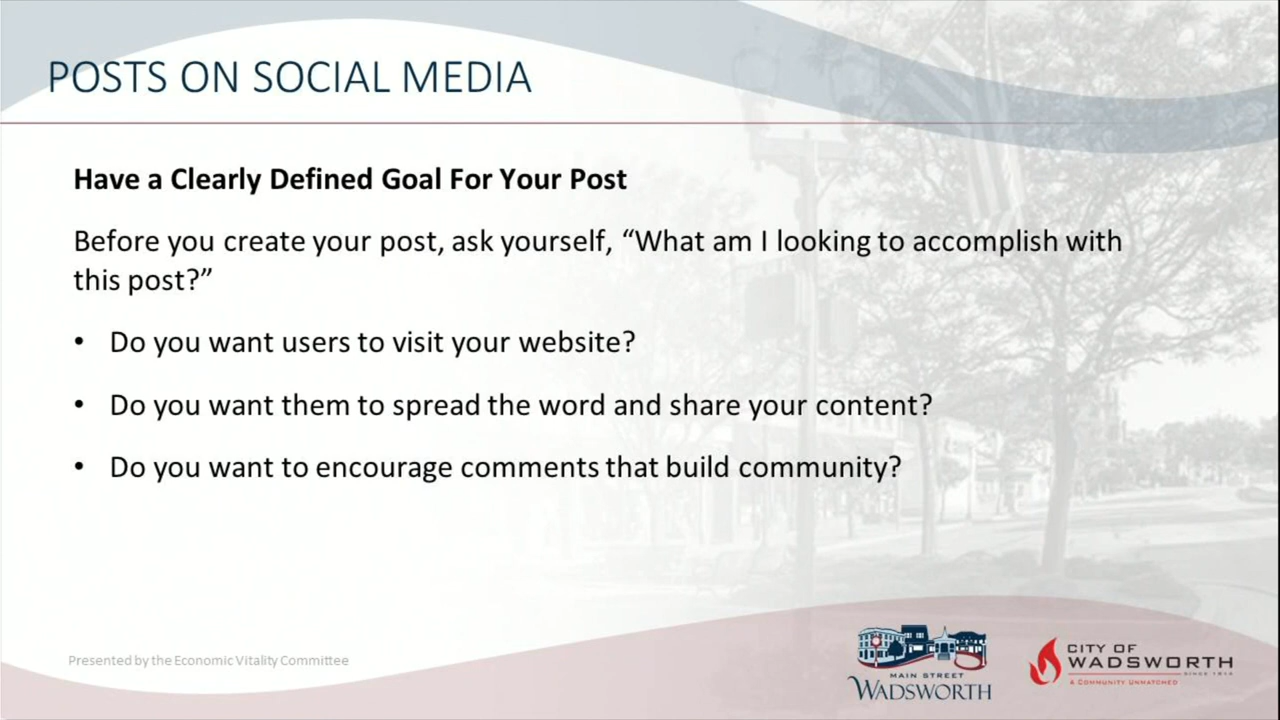 POSTS ON SOCIAL MEDIA
Have a Clearly Defined Goal For Your Post
Before you create your post, ask yourself, “What am I looking to accomplish with
this post?”
• Do you want users to visit your website?
• Do you want them to spread the word and share your content?
• Do you want to encourage comments that build community?
Presented by the Economic Vitality Committee
MAIN STREET
WADSWORTH
CITY OF
WADSWORTH
SINCE 1814
A COMMUNITY UNMATCHED